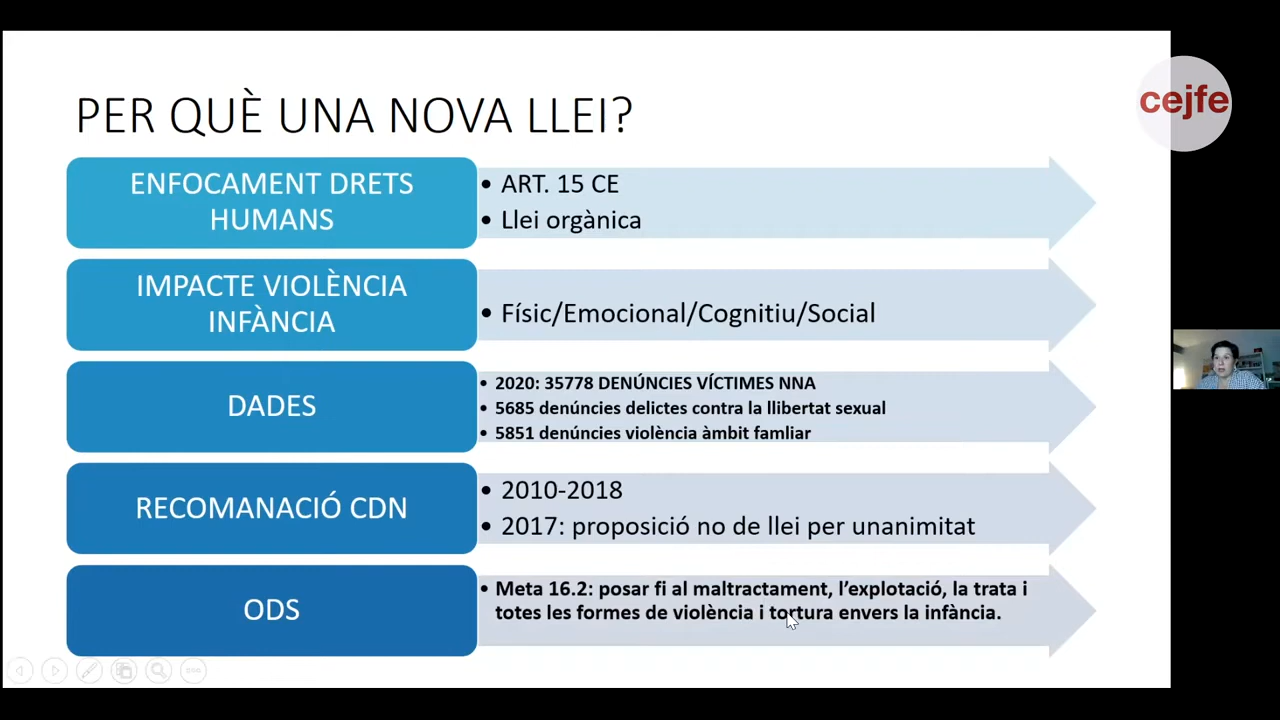 PER QUÈ UNA NOVA LLEI?
cejfe
ENFOCAMENT DRETS
HUMANS
• ART. 15 CE
• Llei orgànica
IMPACTE VIOLÈNCIA
INFÀNCIA
• Físic/Emocional/Cognitiu/Social
DADES
• 2020: 35778 DENÚNCIES VÍCTIMES NNA
• 5685 denúncies delictes contra la llibertat sexual
• 5851 denúncies violència àmbit famliar
RECOMANACIÓ CDN
• 2010-2018
• 2017: proposició no de llei per unanimitat
ODS
• Meta 16.2: posar fi al maltractament, l’explotació, la trata i
totes les formes de violència i tortura envers la infància.